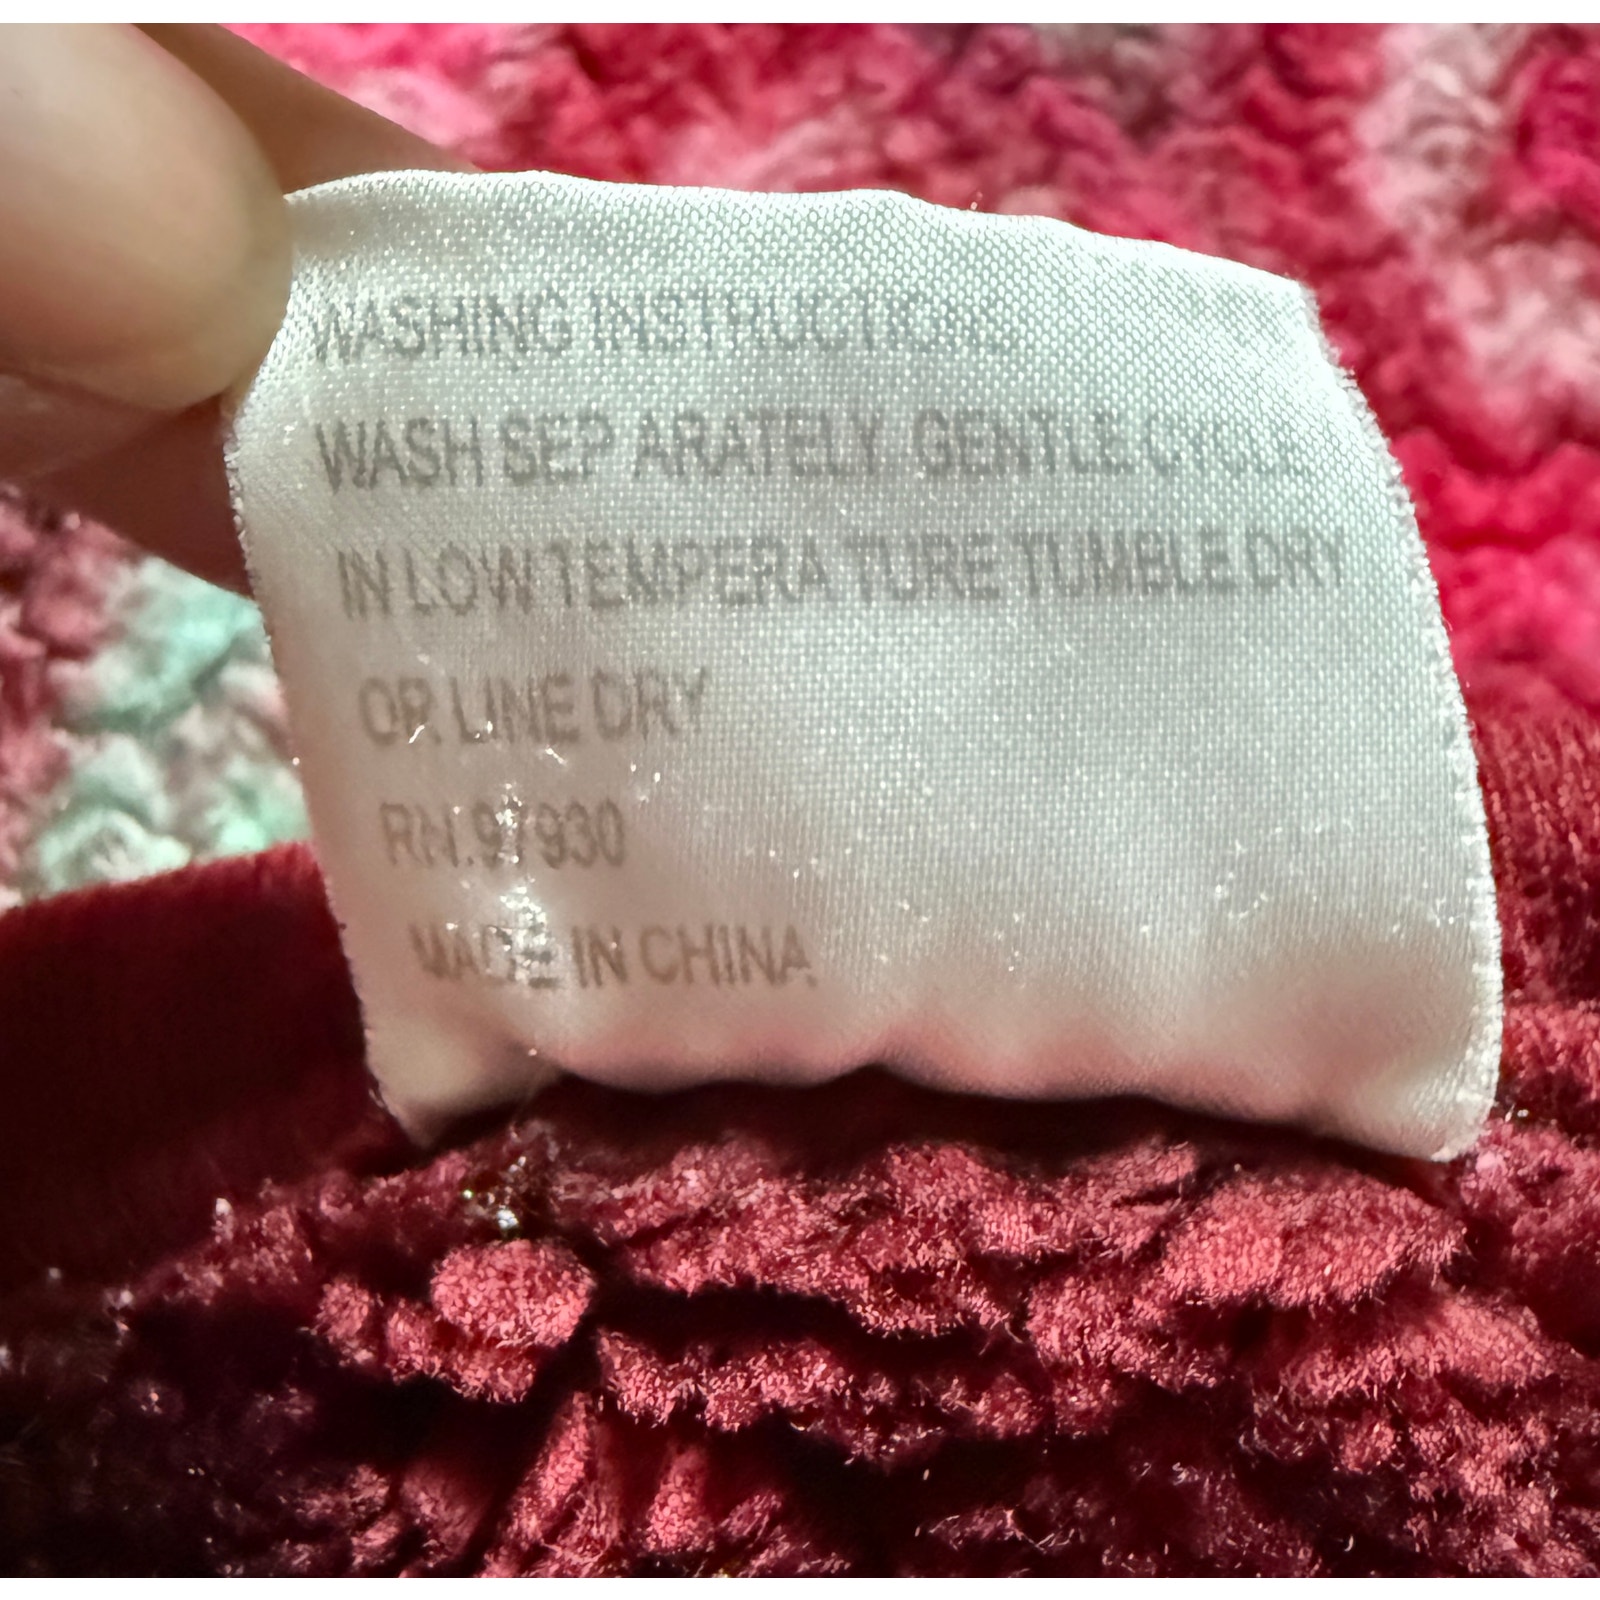 WASHING INSTRUCTIONS
WASH SEP ARATELY. GENTLE CYCLE
IN LOW TEMPERA TURE TUMBLE DRY
OR LINE DRY
RN.97930
MADE IN CHINA